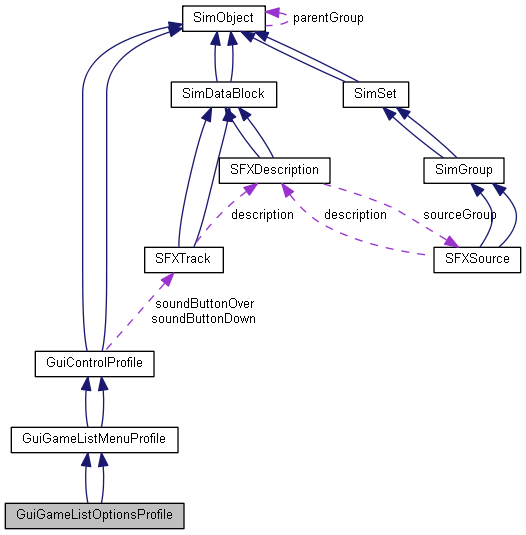 SimObject
parentGroup
SimDataBlock
SimSet
SFXDescription
SimGroup
description
description
sourceGroup
SFXTrack
SFXSource
soundButtonOver
soundButtonDown
GuiControlProfile
GuiGameListMenuProfile
GuiGameListOptionsProfile